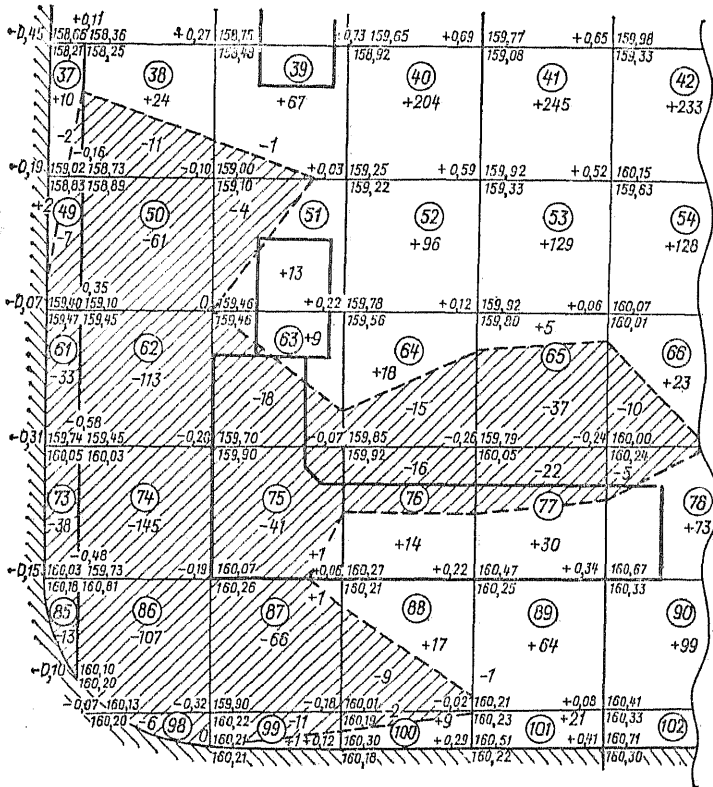 +0,11
+0,45 158,66 158,36 +0,27 158,75 0,73 159,65 +0,69 159,77 +0,65 159,98
158,21 158,25 158,48 158,92 159,08 159,33
37 38 39 40 41 42
+10 +24 +67 +204 +245 +233
-2 -11 -1
-0,16
+0,19 159,02 158,73 -0,10 159,00 +0,03 159,25 +0,59 159,92 +0,52 160,15
158,83 158,89 159,10 159,22 159,33 159,63
+2 49 50 -4 51 52 53 54
-7 -61 +96 +129 +128
+13
0,35
-0,07 159,40 159,10 0 159,46 +0,22 159,78 +0,12 159,92 +0,06 160,07
159,47 159,45 159,46 159,56 159,80 160,01
+5
61 62 63 +9 64 65 66
-33 -113 +18 +23
-18 -15 -37 -10
-0,58
-0,31 159,74 159,45 -0,20 159,70 -0,07 159,85 -0,26 159,79 -0,24 160,00
160,05 160,03 159,90 159,92 160,05 160,24
-16 -22 -5
73 74 75 76 77 78
-38 -145 -41 +73
+1 +14 +30
-0,48
-0,15 160,03 159,73 -0,19 160,07 +0,06 160,27 +0,22 160,47 +0,34 160,67
160,18 160,81 160,26 150,21 160,25 160,33
+1
85 86 87 88 89 90
-13 -107 -66 +17 +64 +99
-9 -1
-0,10 160,10
160,20
-0,07 160,13 -0,32 159,90 -0,18 160,01 -0,02 160,21 +0,08 160,41
160,20 -6 98 160,22 99 -11 160,19 -2 +9 160,23 +21 160,33
100 101 102
0 160,21 +1 +0,12 160,30 +0,29 160,51 +0,41 160,71
160,21 160,18 160,22 160,30